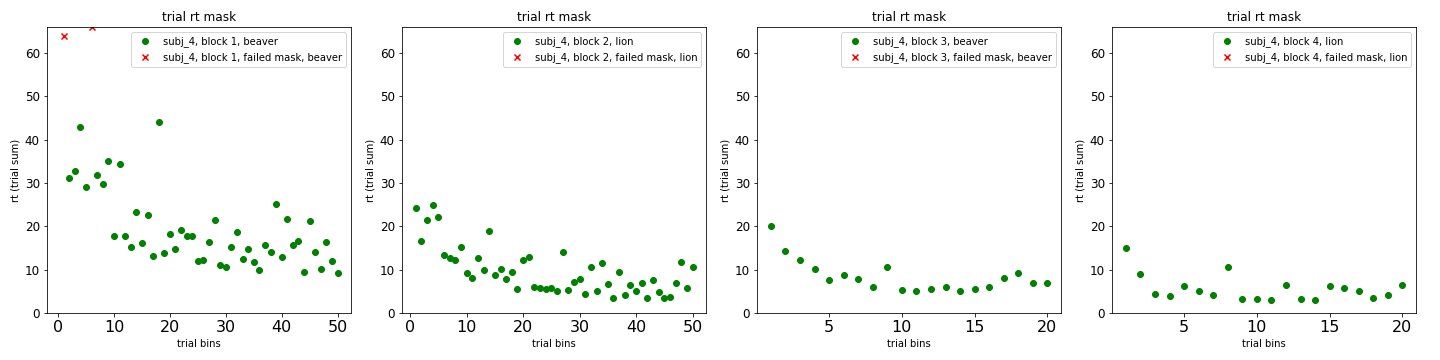 trial rt mask
rt (trial sum)
60
50
40
30
20
10
0
subj_4, block 1, beaver
subj_4, block 1, failed mask, beaver
0 10 20 30 40 50
trial bins
trial rt mask
rt (trial sum)
60
50
40
30
20
10
0
subj_4, block 2, lion
subj_4, block 2, failed mask, lion
0 10 20 30 40 50
trial bins
trial rt mask
rt (trial sum)
60
50
40
30
20
10
0
subj_4, block 3, beaver
subj_4, block 3, failed mask, beaver
5 10 15 20
trial bins
trial rt mask
rt (trial sum)
60
50
40
30
20
10
0
subj_4, block 4, lion
subj_4, block 4, failed mask, lion
5 10 15 20
trial bins